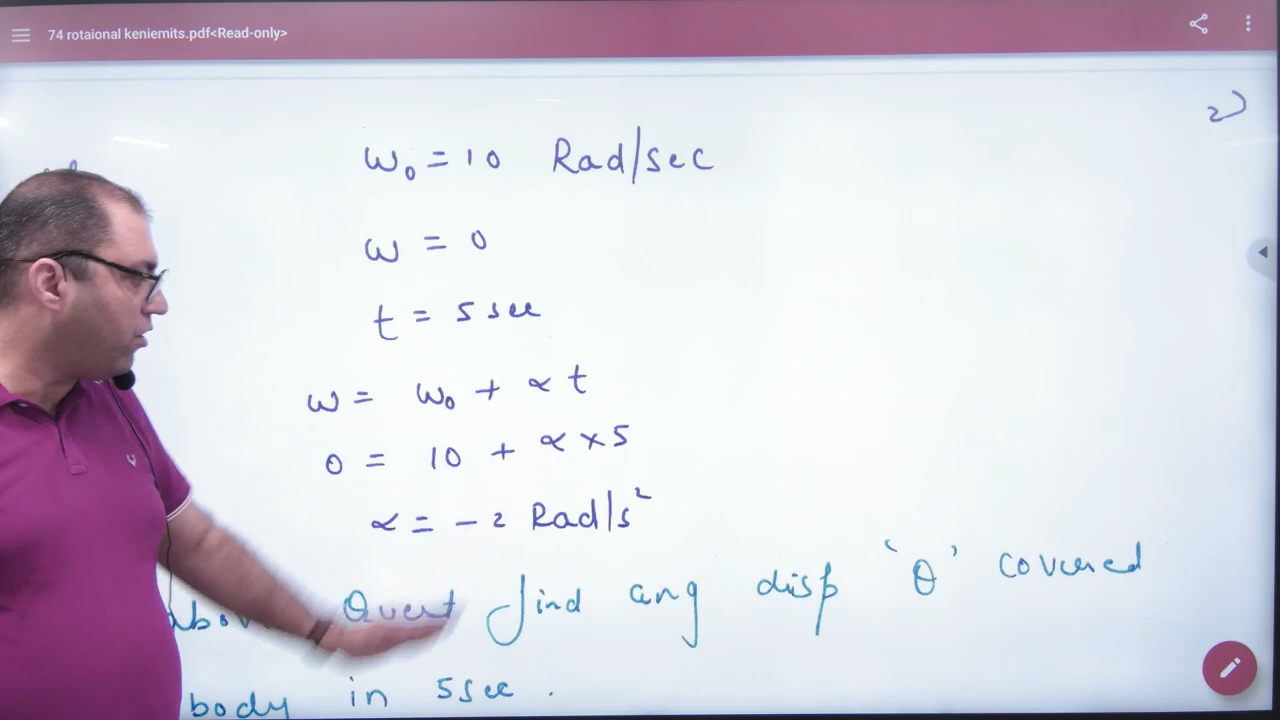 74 rotaional keniemits.pdf<Read-only>
2)
ω₀ = 10 Rad/sec
ω = 0
t = 5 sec
ω = ω₀ + αt
0 = 10 + α×5
α = -2 Rad/s²
Quest find ang disp 'θ' covered
body in 5sec.